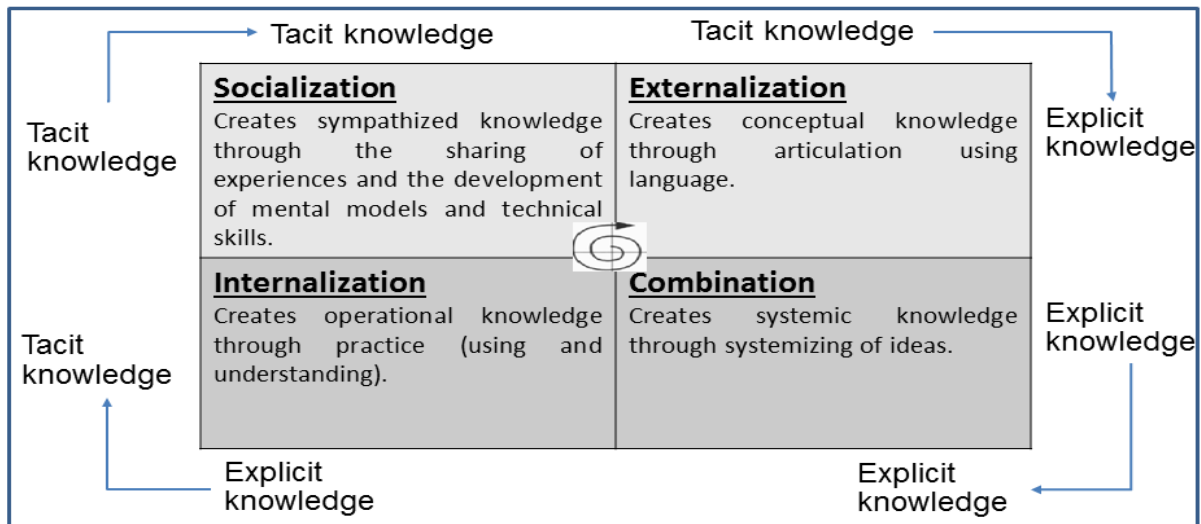 Tacit knowledge
Tacit knowledge
Tacit
knowledge
Socialization
Creates sympathized knowledge
through the sharing of
experiences and the development
of mental models and technical
skills.
Externalization
Creates conceptual knowledge
through articulation using
language.
Explicit
knowledge
Tacit
knowledge
Internalization
Creates operational knowledge
through practice (using and
understanding).
Combination
Creates systemic knowledge
through systemizing of ideas.
Explicit
knowledge
Explicit
knowledge
Explicit
knowledge